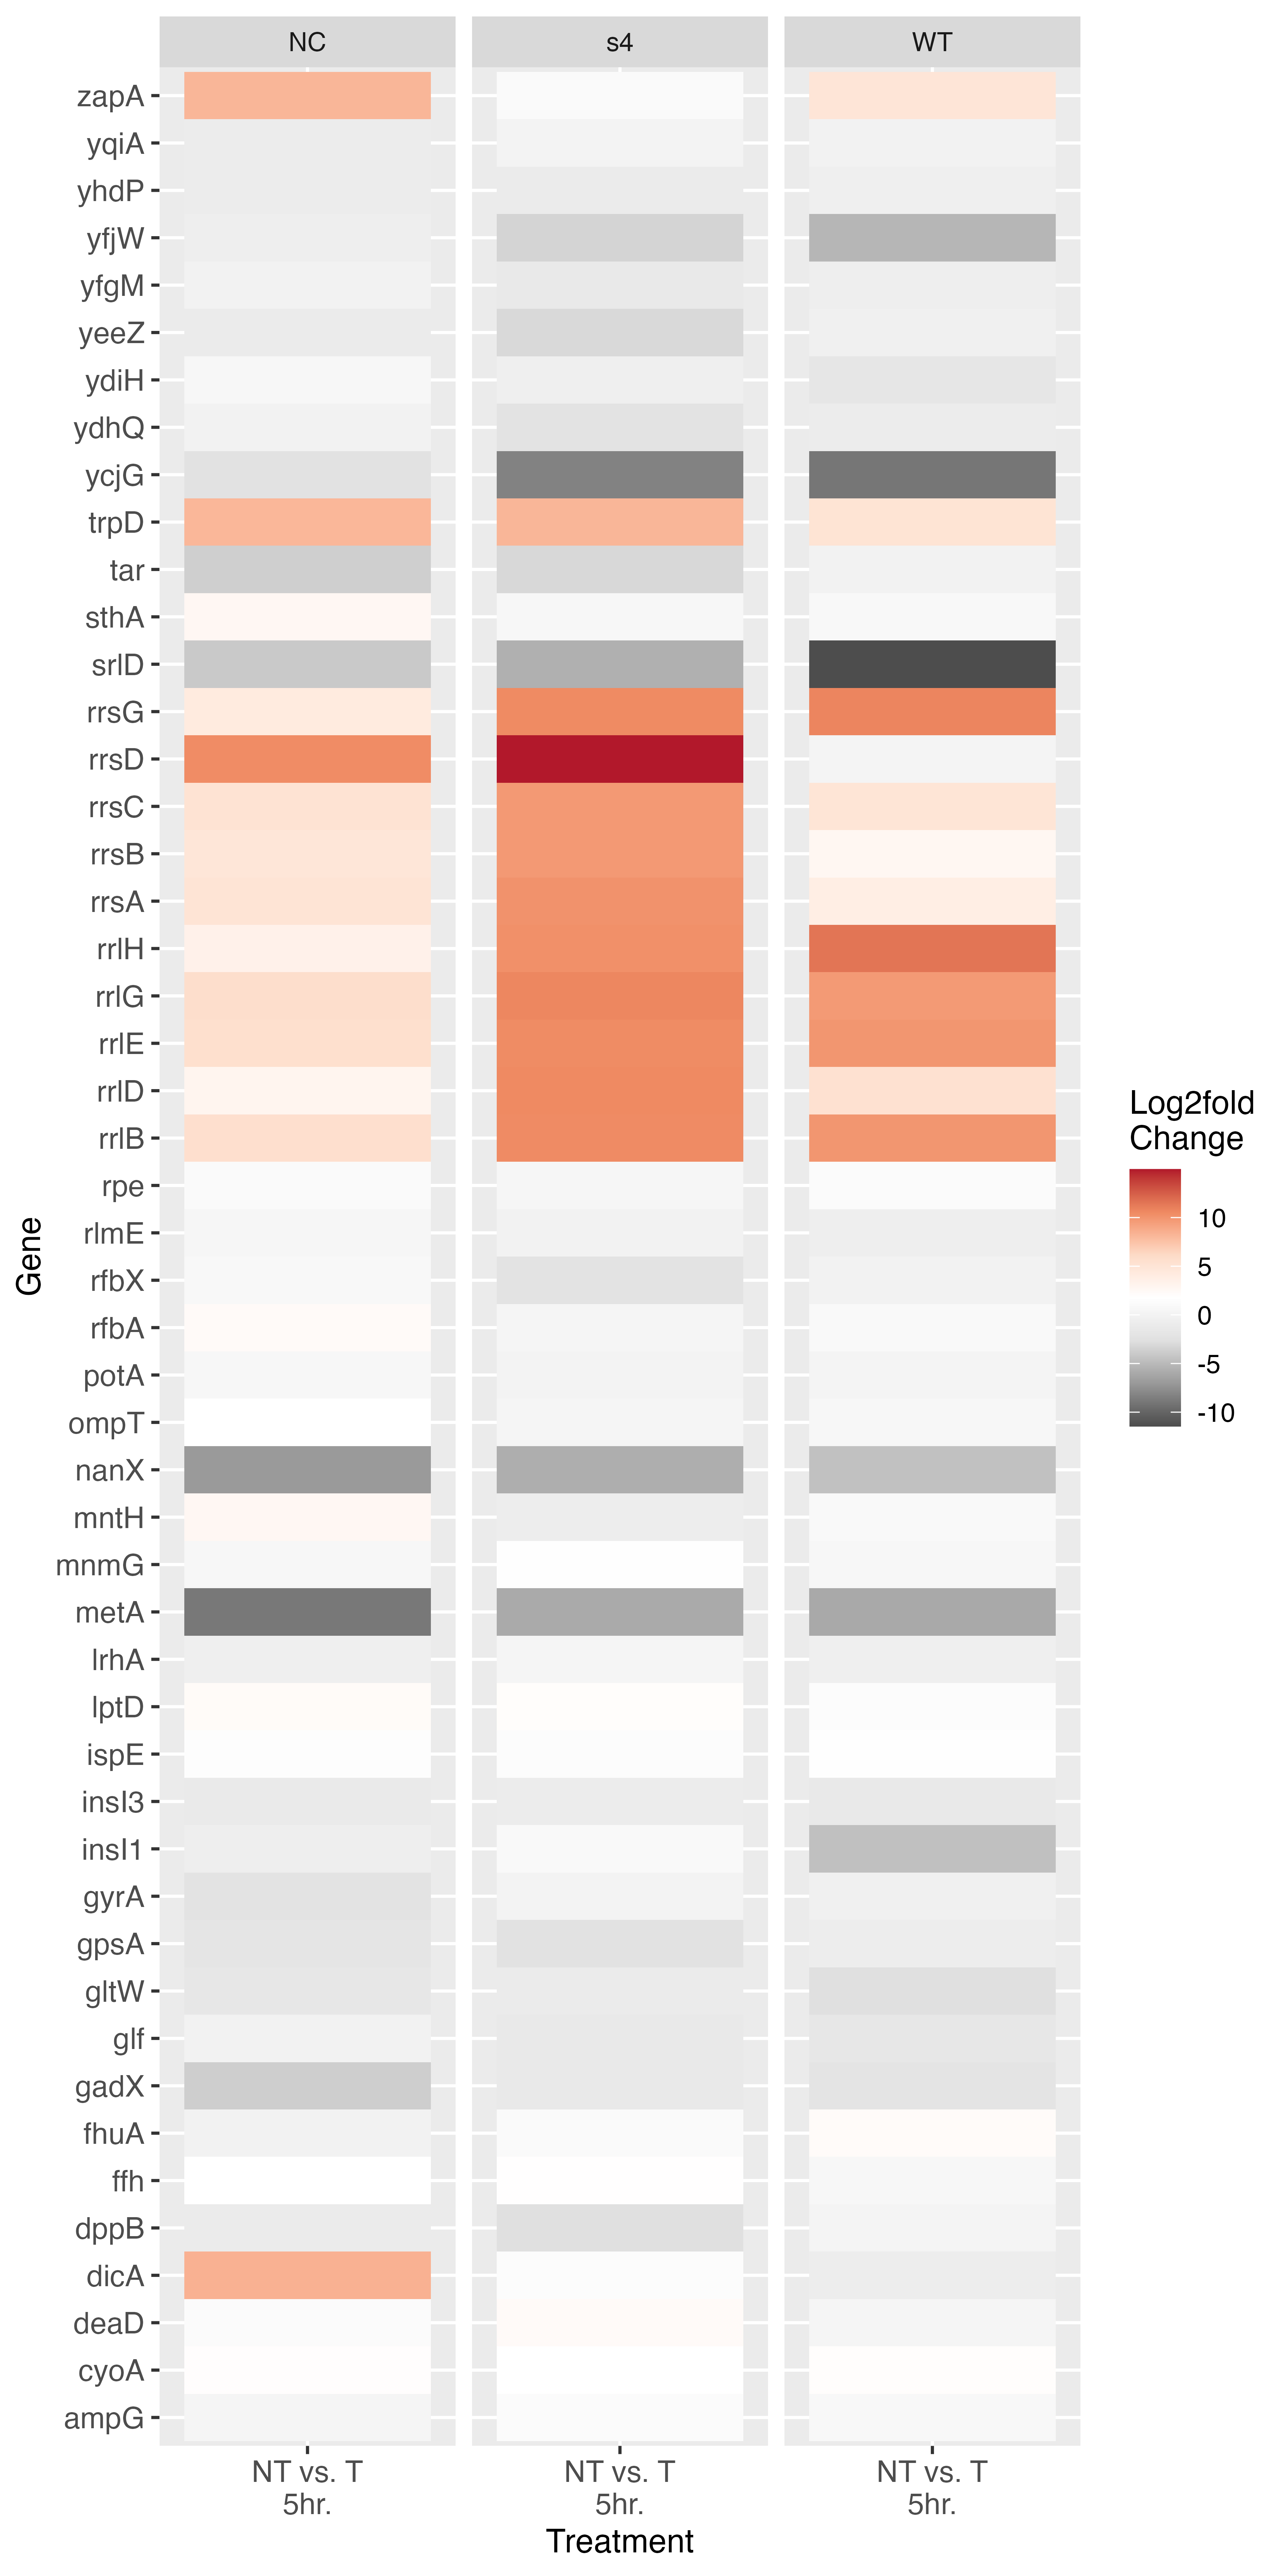 NC
s4
WT
zapA
yqiA
yhdP
yfjW
yfgM
yeeZ
ydiH
ydhQ
ycjG
trpD
tar
sthA
srlD
rrsG
rrsD
rrsC
rrsB
rrsA
rrlH
rrlG
rrlE
rrlD
rrlB
rpe
rlmE
rfbX
rfbA
potA
ompT
nanX
mntH
mnmG
metA
lrhA
lptD
ispE
insI3
insI1
gyrA
gpsA
gltW
glf
gadX
fhuA
ffh
dppB
dicA
deaD
cyoA
ampG
Gene
NT vs. T
5hr.
NT vs. T
5hr.
NT vs. T
5hr.
Treatment
Log2fold
Change
10
5
0
-5
-10